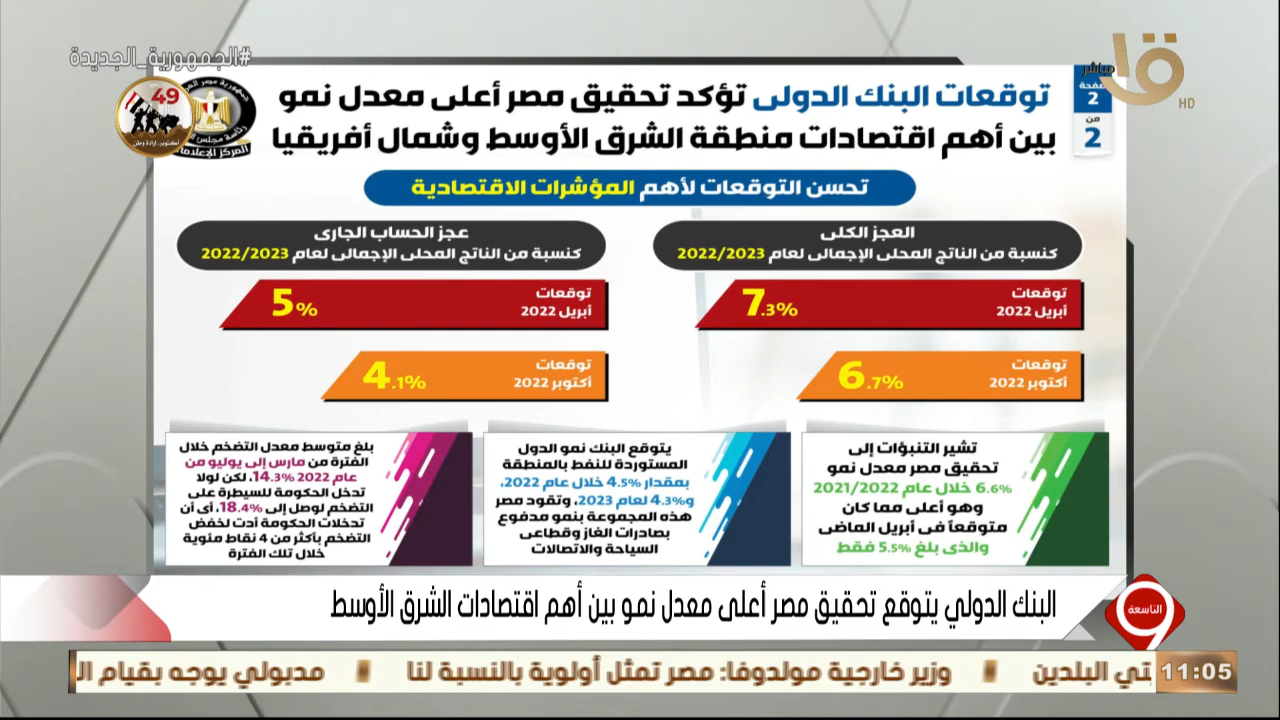 #الجمهورية_الجديدة
مباشر
HD
صفحة
2
من
2
49
أكتوبر.. إرادة وطن
توقعات البنك الدولى تؤكد تحقيق مصر أعلى معدل نمو
بين أهم اقتصادات منطقة الشرق الأوسط وشمال أفريقيا
تحسن التوقعات لأهم المؤشرات الاقتصادية
العجز الكلى
كنسبة من الناتج المحلى الإجمالى لعام 2022/2023
توقعات
أبريل 2022
7.3%
توقعات
أكتوبر 2022
6.7%
عجز الحساب الجارى
كنسبة من الناتج المحلى الإجمالى لعام 2022/2023
توقعات
أبريل 2022
5%
توقعات
أكتوبر 2022
4.1%
تشير التنبؤات إلى
تحقيق مصر معدل نمو
6.6% خلال عام 2021/2022
وهو أعلى مما كان
متوقعاً فى أبريل الماضى
والذى بلغ 5.5% فقط
يتوقع البنك نمو الدول
المستوردة للنفط بالمنطقة
بمقدار 4.5% خلال عام 2022،
و4.3% لعام 2023، وتقود مصر
هذه المجموعة بنمو مدفوع
بصادرات الغاز وقطاعى
السياحة والاتصالات
بلغ متوسط معدل التضخم خلال
الفترة من مارس إلى يوليو من
عام 2022 14.3%، لكن لولا
تدخل الحكومة للسيطرة على
التضخم لوصل إلى 18.4%، أى أن
تدخلات الحكومة أدت لخفض
التضخم بأكثر من 4 نقاط مئوية
خلال تلك الفترة
التاسعة
البنك الدولي يتوقع تحقيق مصر أعلى معدل نمو بين أهم اقتصادات الشرق الأوسط
11:05
تي البلدين وزير خارجية مولدوفا: مصر تمثل أولوية بالنسبة لنا مدبولي يوجه بقيام ال